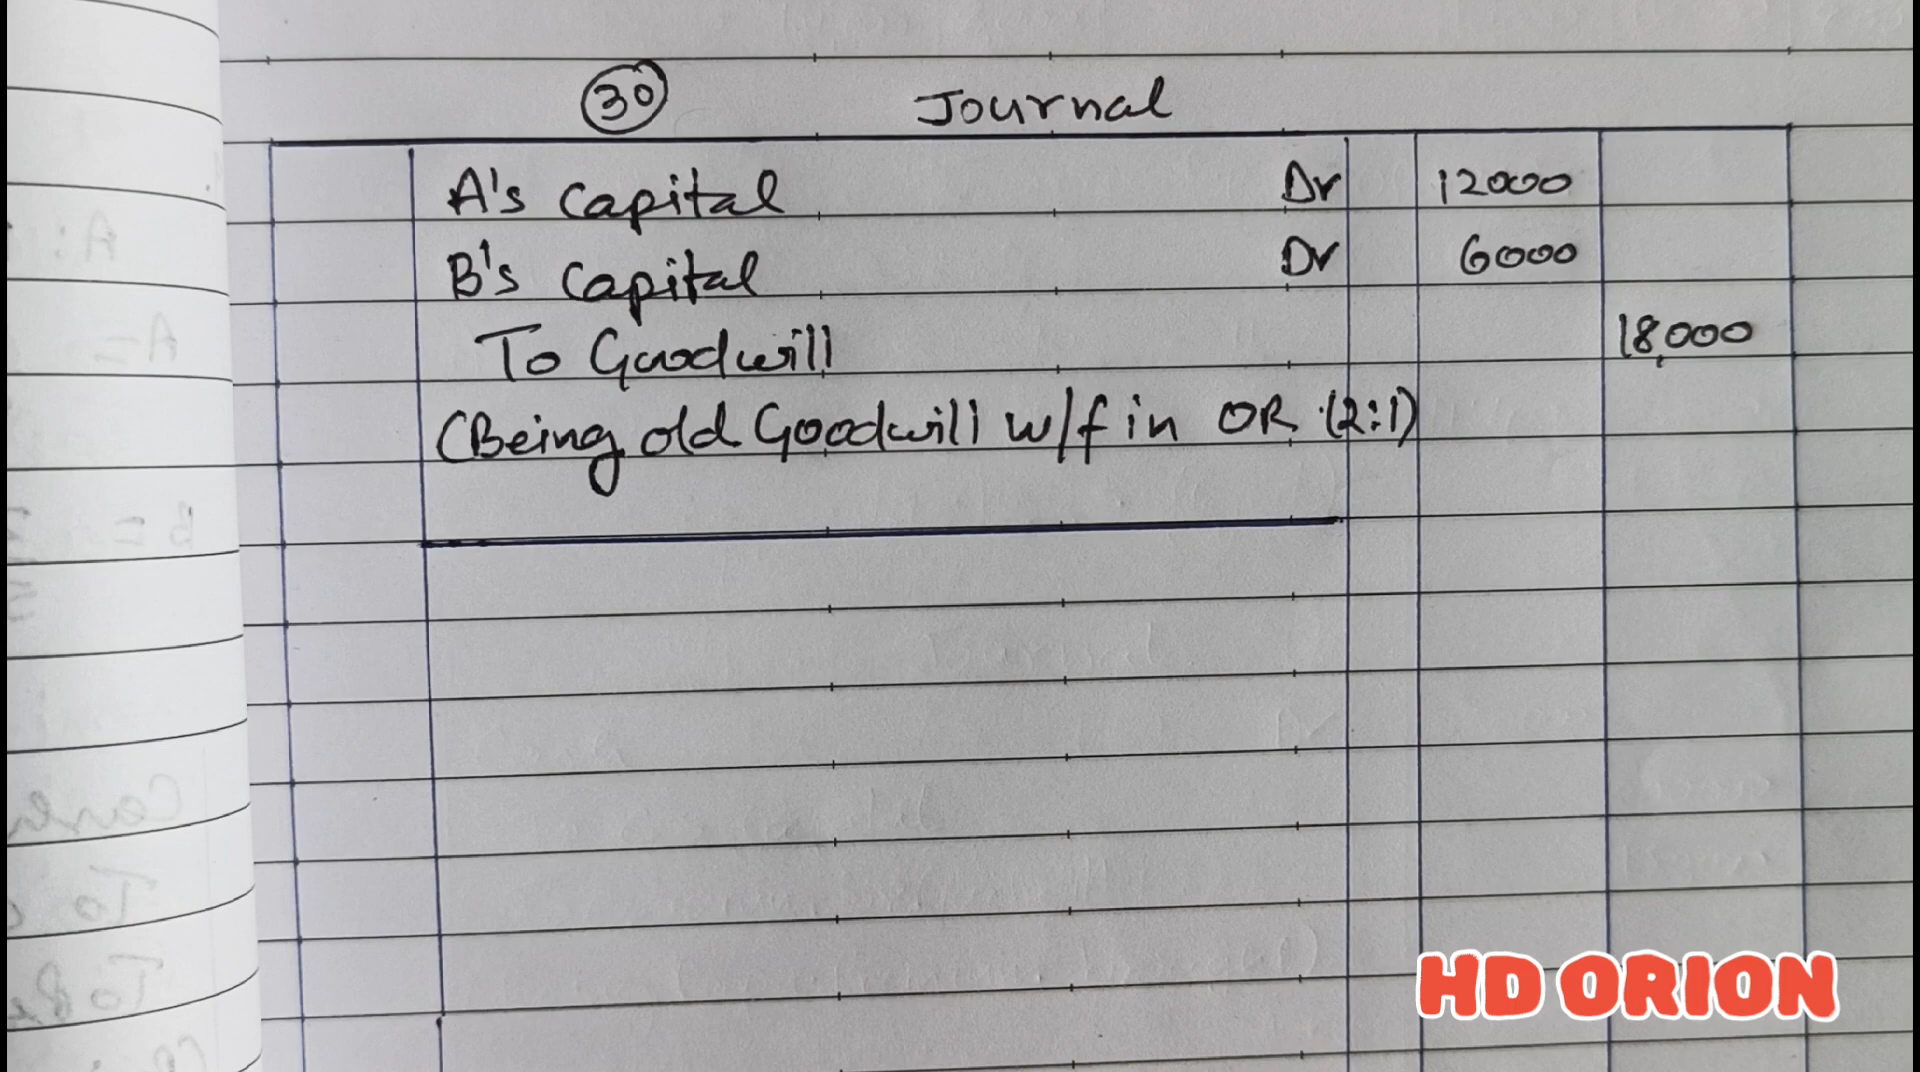 30 Journal
A's Capital Dr 12000
B's Capital Dr 6000
To Goodwill 18,000
(Being old Goodwill w/f in OR (2:1)
HD ORION